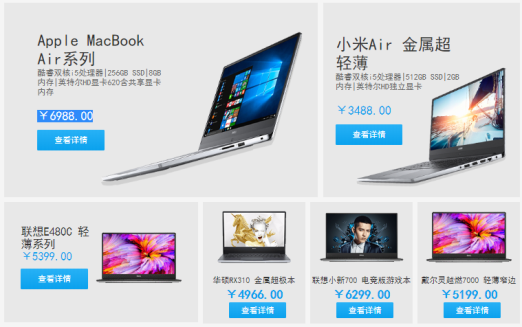 Apple MacBook
Air系列
酷睿双核i5处理器|256GB SSD|8GB
内存|英特尔HD显卡620含共享显卡
内存
￥6988.00
查看详情
小米Air 金属超
轻薄
酷睿双核i5处理器|512GB SSD|2GB
内存|英特尔HD独立显卡
￥3488.00
查看详情
联想E480C 轻
薄系列
￥5399.00
查看详情
华硕RX310 金属超极本
￥4966.00
查看详情
联想小新700 电竞版游戏本
￥6299.00
查看详情
戴尔灵越燃7000 轻薄窄边
￥5199.00
查看详情